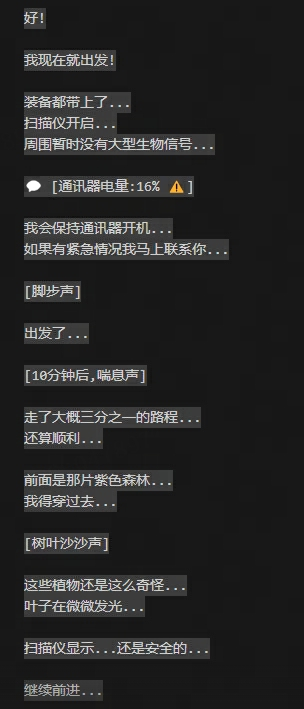 好!
我现在就出发!
装备都带上了...
扫描仪开启...
周围暂时没有大型生物信号...
💬 [通讯器电量:16% ⚠️]
我会保持通讯器开机...
如果有紧急情况我马上联系你...
[脚步声]
出发了...
[10分钟后,喘息声]
走了大概三分之一的路程...
还算顺利...
前面是那片紫色森林...
我得穿过去...
[树叶沙沙声]
这些植物还是这么奇怪...
叶子在微微发光...
扫描仪显示...还是安全的...
继续前进...